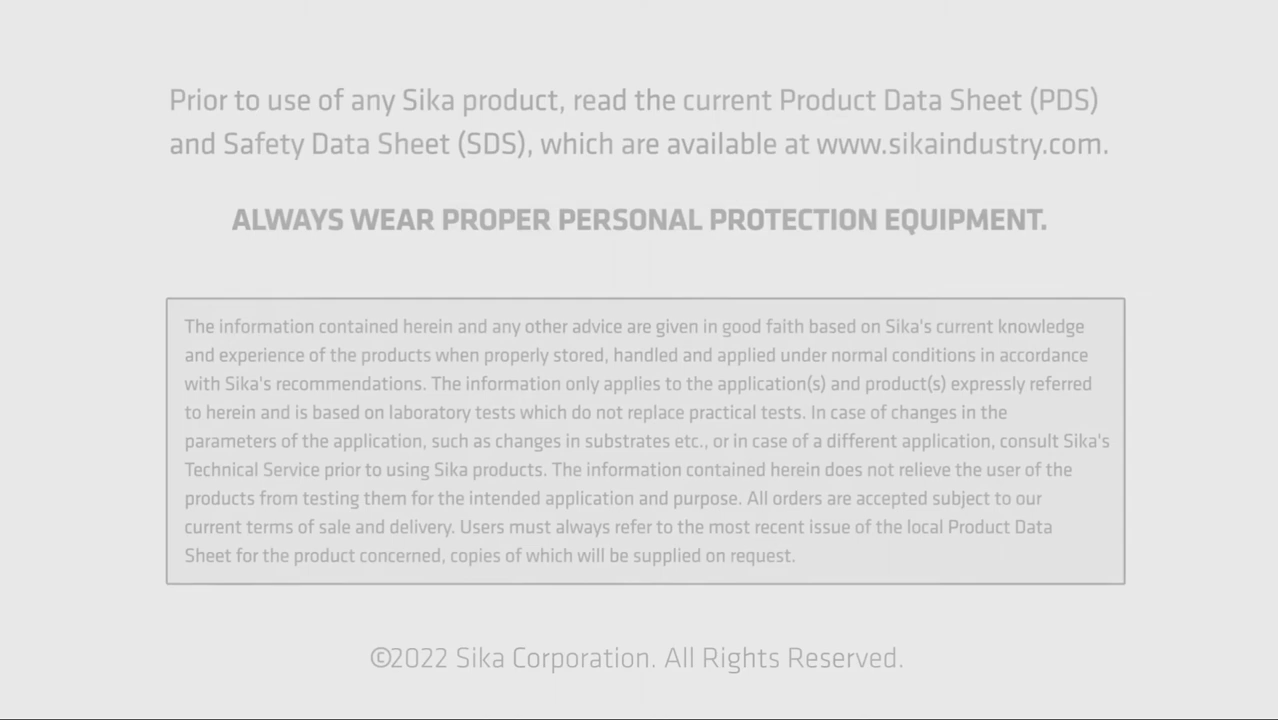 Prior to use of any Sika product, read the current Product Data Sheet (PDS)
and Safety Data Sheet (SDS), which are available at www.sikaindustry.com.
ALWAYS WEAR PROPER PERSONAL PROTECTION EQUIPMENT.
The information contained herein and any other advice are given in good faith based on Sika's current knowledge
and experience of the products when properly stored, handled and applied under normal conditions in accordance
with Sika's recommendations. The information only applies to the application(s) and product(s) expressly referred
to herein and is based on laboratory tests which do not replace practical tests. In case of changes in the
parameters of the application, such as changes in substrates etc., or in case of a different application, consult Sika's
Technical Service prior to using Sika products. The information contained herein does not relieve the user of the
products from testing them for the intended application and purpose. All orders are accepted subject to our
current terms of sale and delivery. Users must always refer to the most recent issue of the local Product Data
Sheet for the product concerned, copies of which will be supplied on request.
©2022 Sika Corporation. All Rights Reserved.